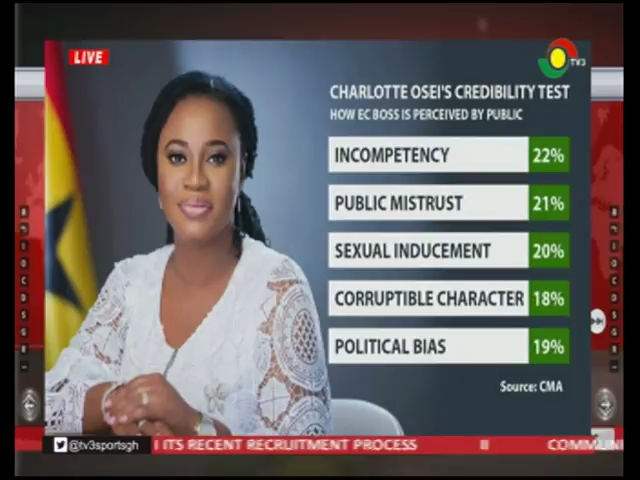 LIVE
TV3
CHARLOTTE OSEI'S CREDIBILITY TEST
HOW EC BOSS IS PERCEIVED BY PUBLIC
INCOMPETENCY 22%
PUBLIC MISTRUST 21%
SEXUAL INDUCEMENT 20%
CORRUPTIBLE CHARACTER 18%
POLITICAL BIAS 19%
Source: CMA
@tv3sportsgh
ITS RECENT RECRUITMENT PROCESS